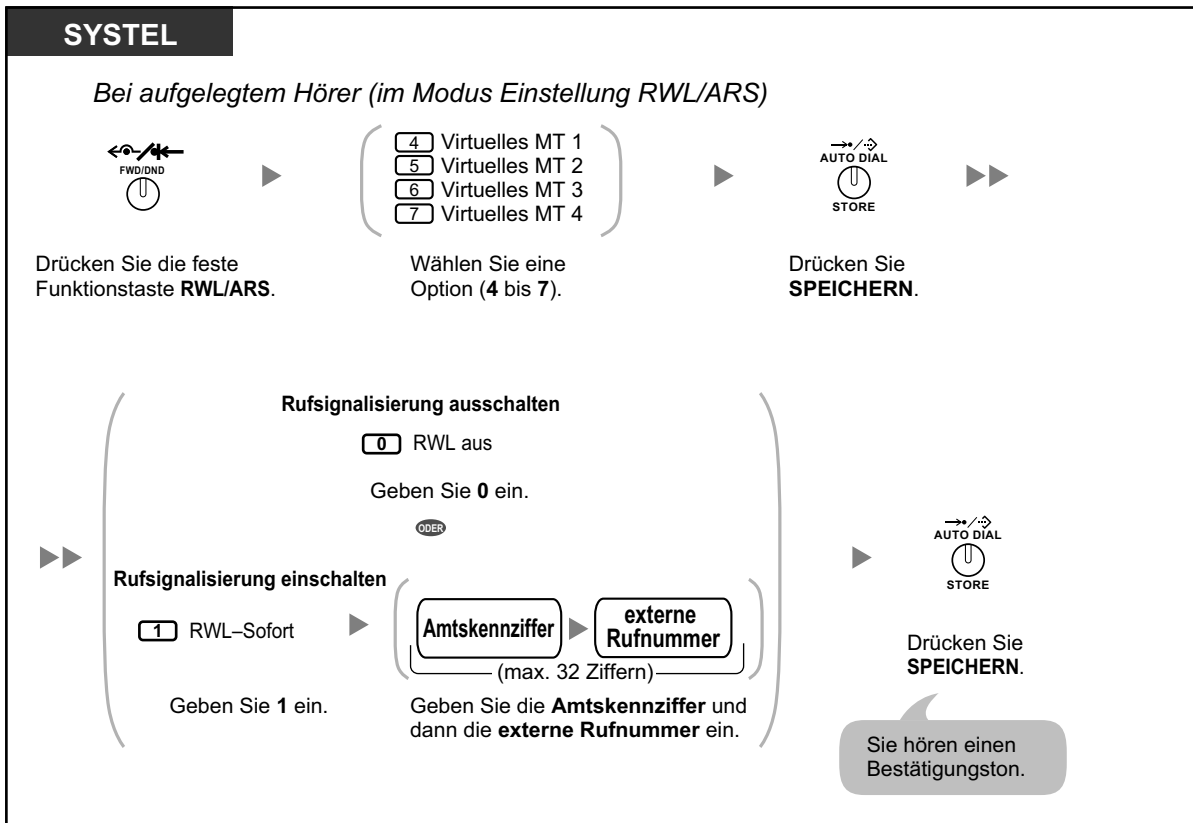 SYSTEL
Bei aufgelegtem Hörer (im Modus Einstellung RWL/ARS)
FWD/DND
4 Virtuelles MT 1
5 Virtuelles MT 2
6 Virtuelles MT 3
7 Virtuelles MT 4
AUTO DIAL
STORE
Drücken Sie die feste
Funktionstaste RWL/ARS.
Wählen Sie eine
Option (4 bis 7).
Drücken Sie
SPEICHERN.
Rufsignalisierung ausschalten
0 RWL aus
Geben Sie 0 ein.
ODER
Rufsignalisierung einschalten
1 RWL–Sofort
Geben Sie 1 ein.
Amtskennziffer
externe
Rufnummer
(max. 32 Ziffern)
Geben Sie die Amtskennziffer und
dann die externe Rufnummer ein.
AUTO DIAL
STORE
Drücken Sie
SPEICHERN.
Sie hören einen
Bestätigungston.